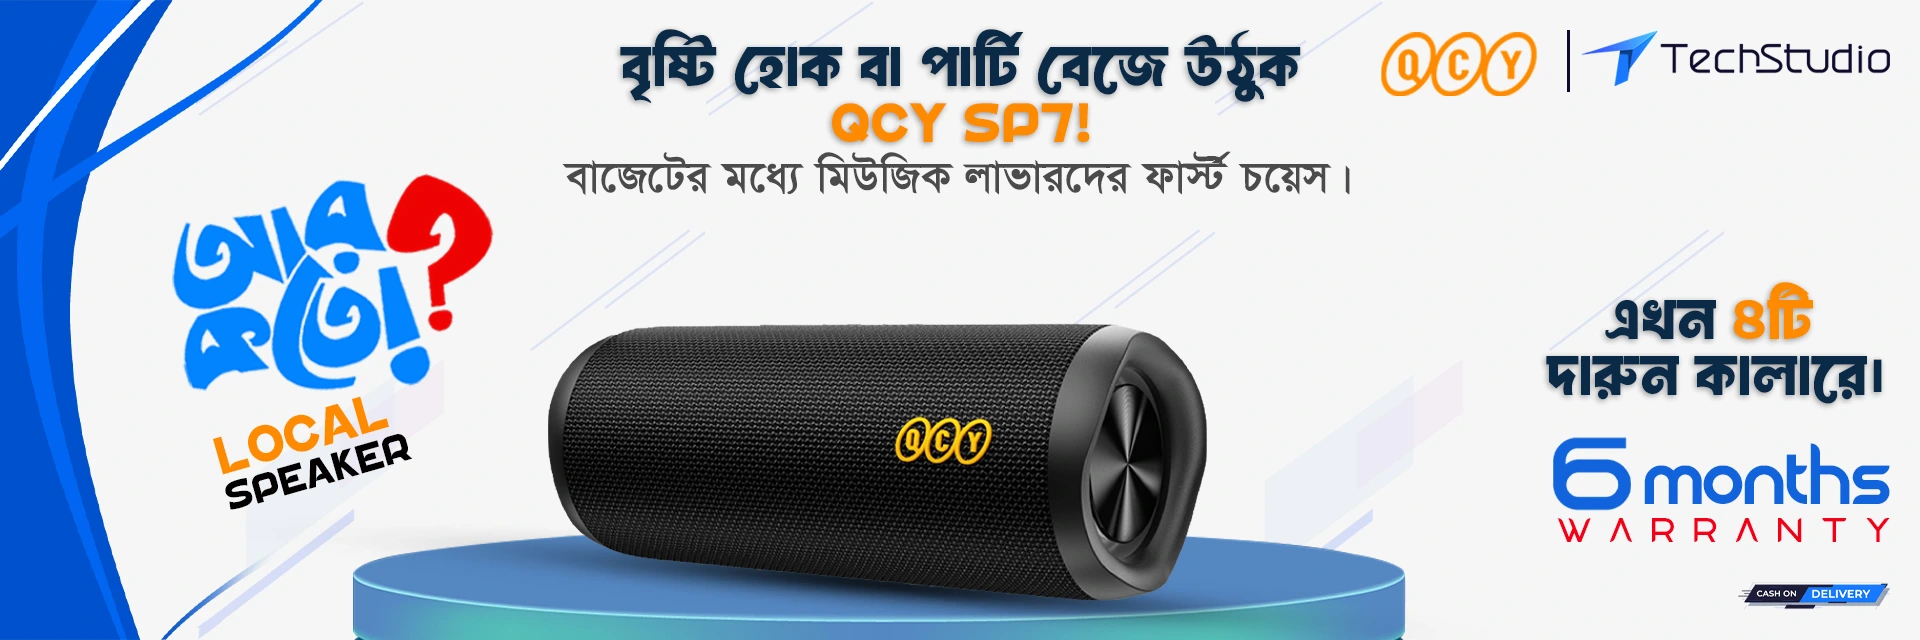 বৃষ্টি হোক বা পার্টি বেজে উঠুক
QCY SP7!
বাজেটের মধ্যে মিউজিক লাভারদের ফার্স্ট চয়েস।
QCY
TechStudio
আর
কতো!?
LOCAL
SPEAKER
QCY
এখন ৪টি
দারুন কালারে।
6 months
WARRANTY
CASH ON DELIVERY